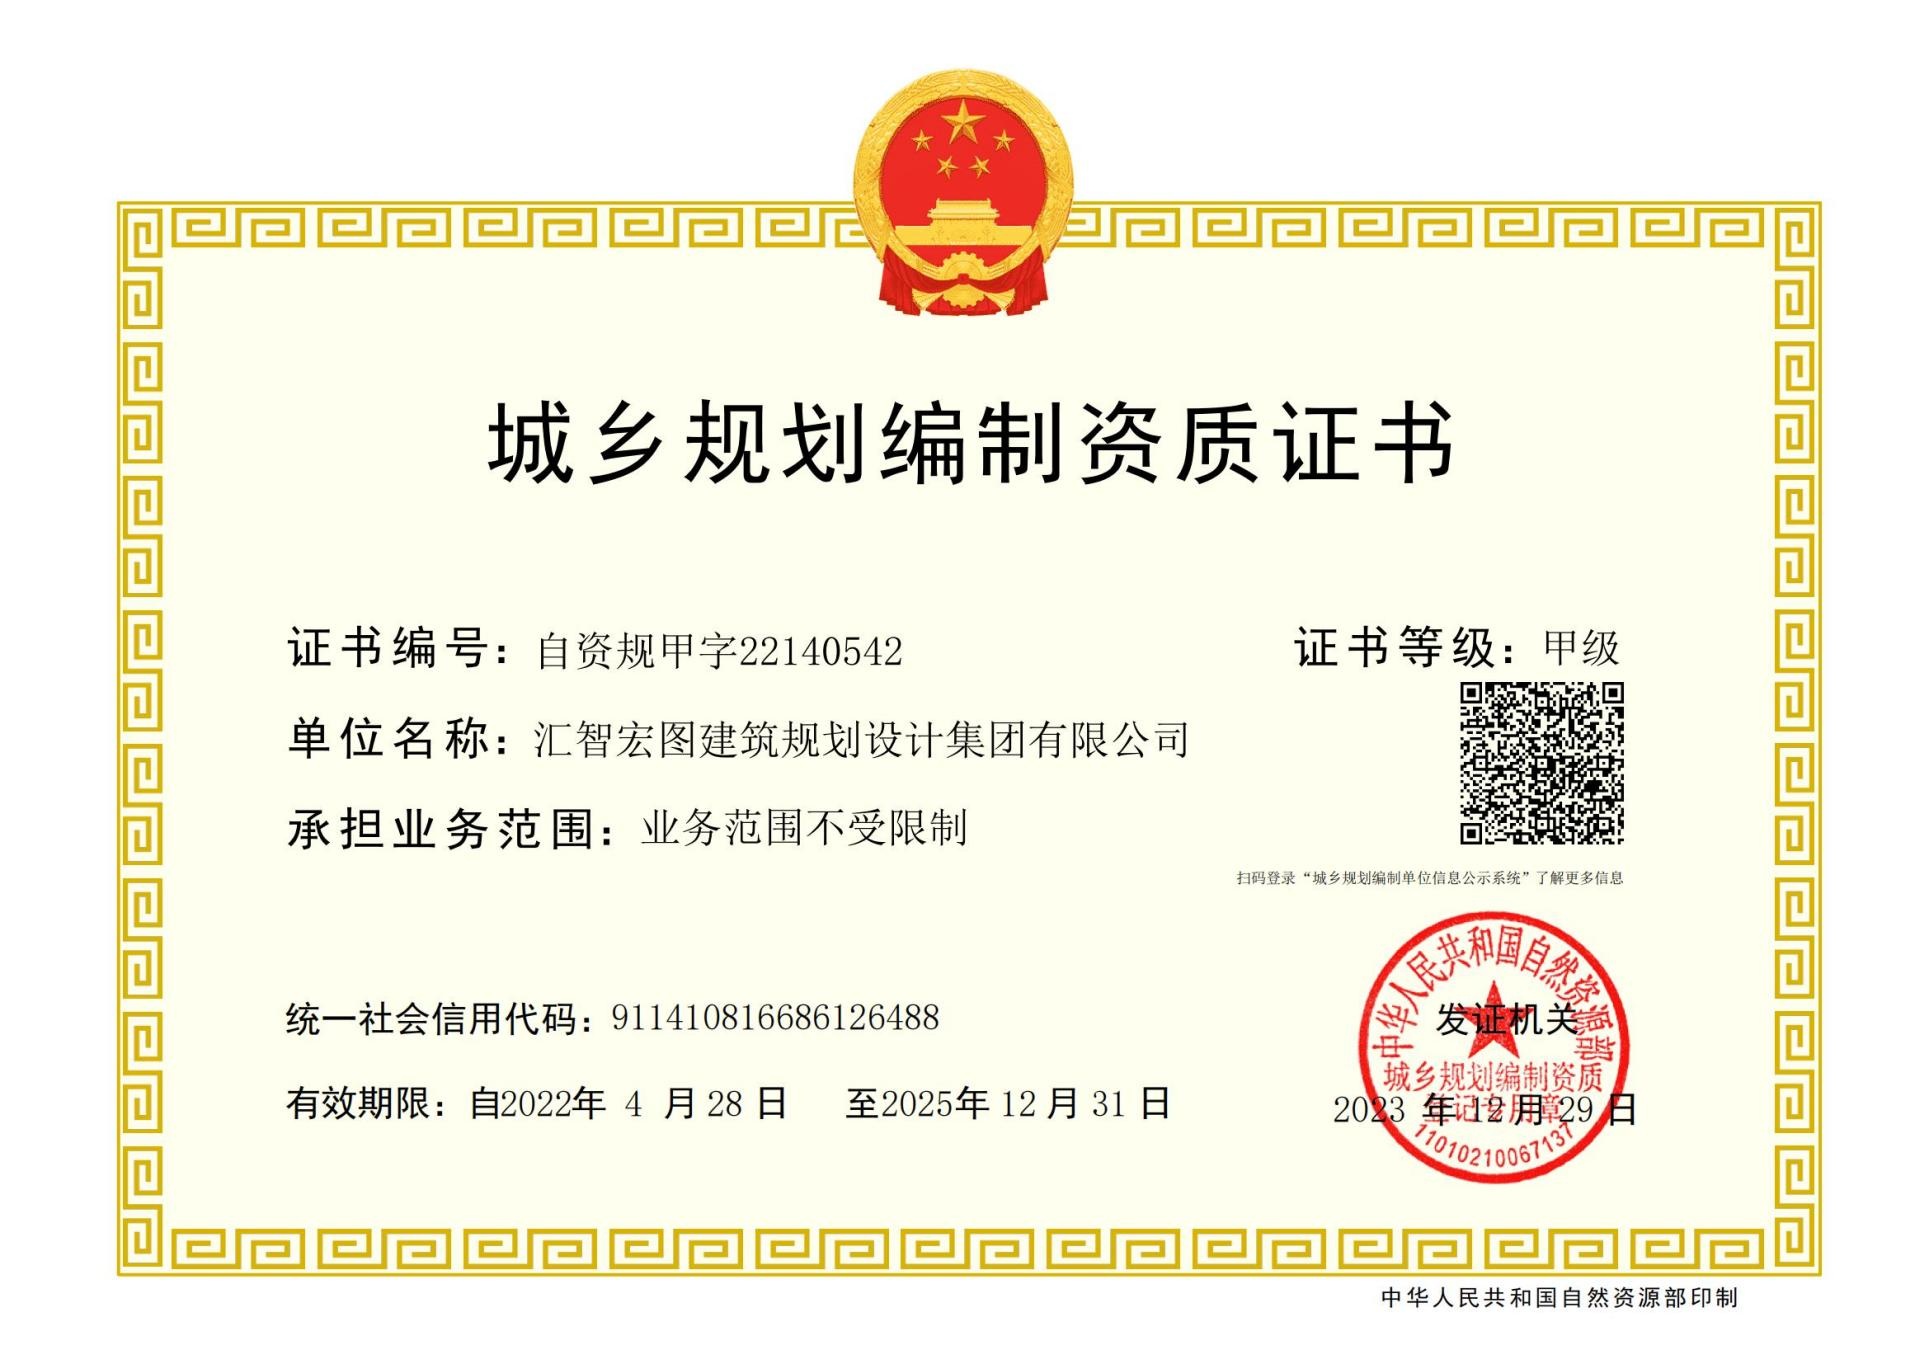 城乡规划编制资质证书
证书编号：自资规甲字22140542
证书等级：甲级
单位名称：汇智宏图建筑规划设计集团有限公司
承担业务范围：业务范围不受限制
扫码登录“城乡规划编制单位信息公示系统”了解更多信息
统一社会信用代码：911410816686126488
发证机关
中华人民共和国自然资源部
城乡规划编制资质
登记专用章
11010210067137
有效期限：自2022年 4 月 28 日 至2025年 12 月 31 日
2023 年 12 月 29 日
中华人民共和国自然资源部印制